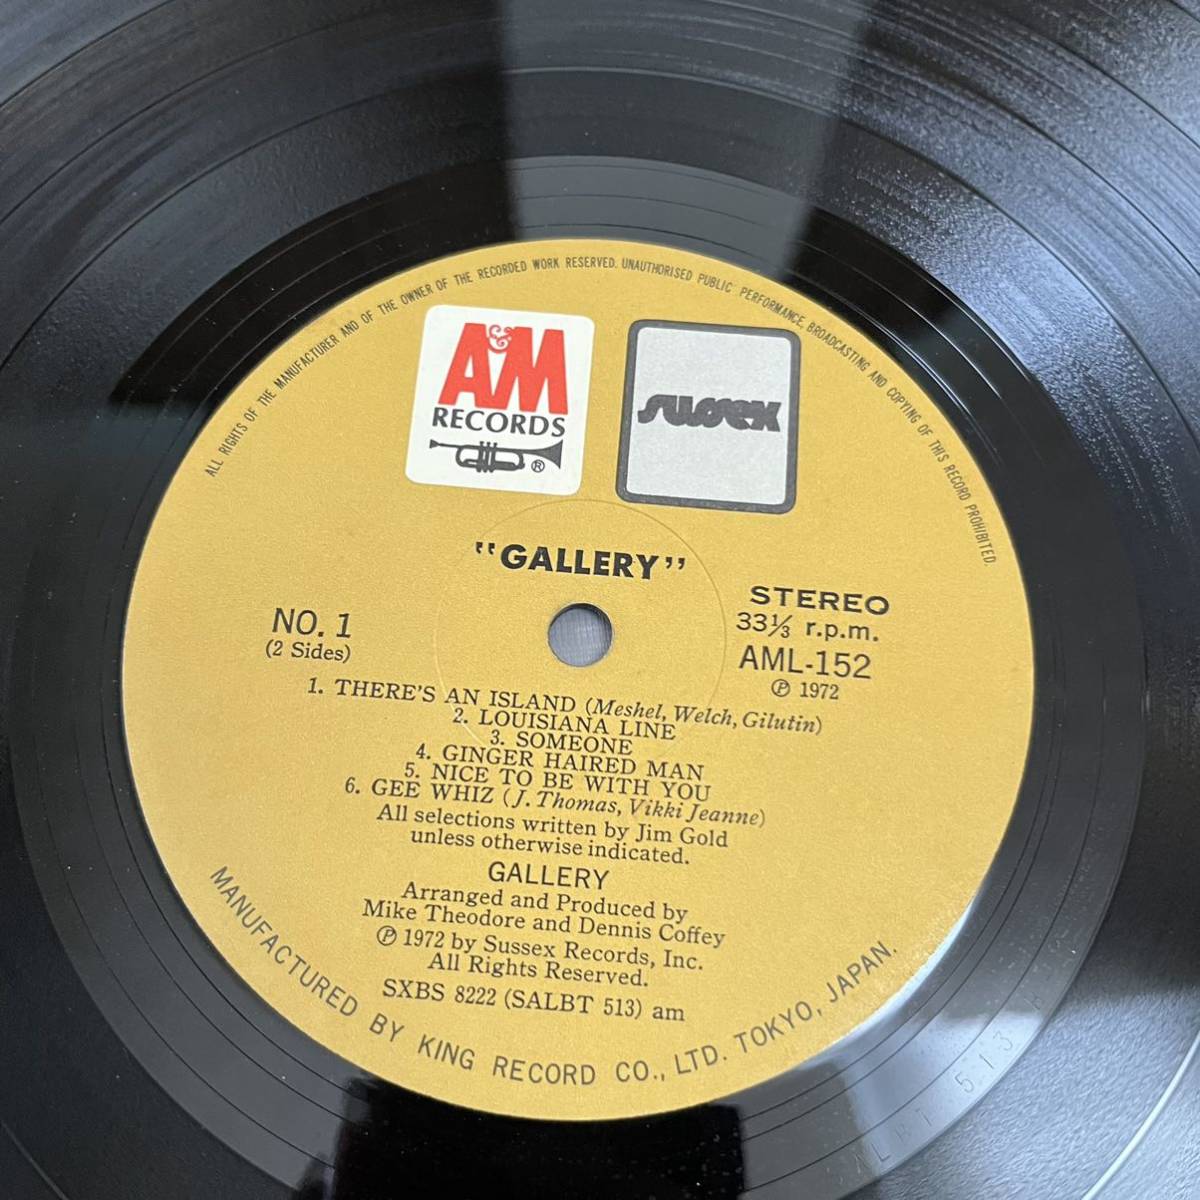 ALL RIGHTS OF THE MANUFACTURER AND OF THE OWNER OF THE RECORDED WORK RESERVED. UNAUTHORISED PUBLIC PERFORMANCE, BROADCASTING AND COPYING OF THIS RECORD PROHIBITED.
A&M
RECORDS
®
sussex
"GALLERY"
NO. 1
(2 Sides)
STEREO
33⅓ r.p.m.
AML-152
℗ 1972
1. THERE'S AN ISLAND (Meshel, Welch, Gilutin)
2. LOUISIANA LINE
3. SOMEONE
4. GINGER HAIRED MAN
5. NICE TO BE WITH YOU
6. GEE WHIZ (J. Thomas, Vikki Jeanne)
All selections written by Jim Gold
unless otherwise indicated.
GALLERY
Arranged and Produced by
Mike Theodore and Dennis Coffey
℗ 1972 by Sussex Records, Inc.
All Rights Reserved.
SXBS 8222 (SALBT 513) am
MANUFACTURED BY KING RECORD CO., LTD. TOKYO, JAPAN.